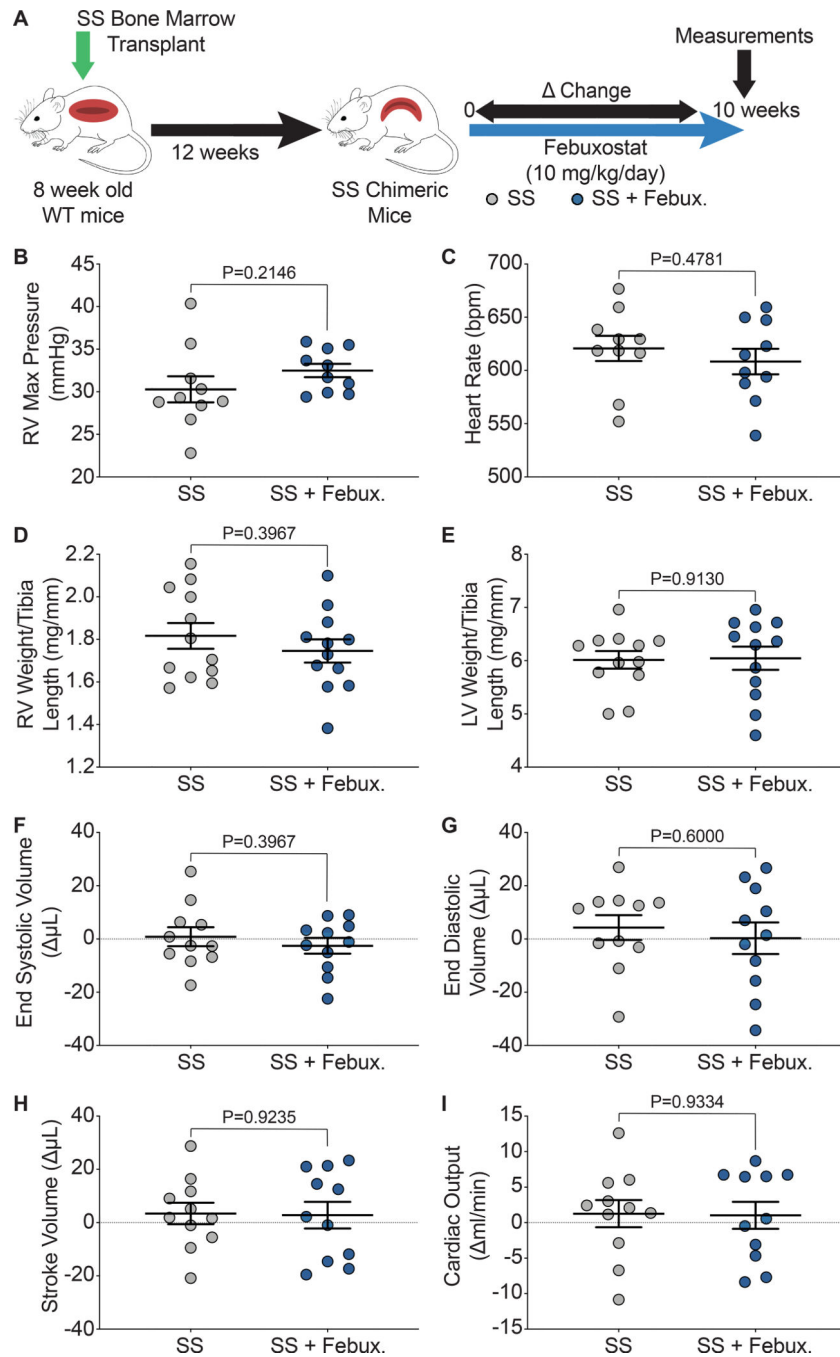 A
SS Bone Marrow
Transplant
Measurements
0
Δ Change
10 weeks
12 weeks
Febuxostat
(10 mg/kg/day)
8 week old
WT mice
SS Chimeric
Mice
SS
SS + Febux.
B
P=0.2146
RV Max Pressure
(mmHg)
45
40
35
30
25
20
SS
SS + Febux.
C
P=0.4781
Heart Rate (bpm)
700
650
600
550
500
SS
SS + Febux.
D
P=0.3967
RV Weight/Tibia
Length (mg/mm)
2.2
2.0
1.8
1.6
1.4
1.2
SS
SS + Febux.
E
P=0.9130
LV Weight/Tibia
Length (mg/mm)
8
7
6
5
4
SS
SS + Febux.
F
P=0.3967
End Systolic Volume
(ΔµL)
40
20
0
-20
-40
SS
SS + Febux.
G
P=0.6000
End Diastolic
Volume (ΔµL)
40
20
0
-20
-40
SS
SS + Febux.
H
P=0.9235
Stroke Volume (ΔµL)
40
20
0
-20
-40
SS
SS + Febux.
I
P=0.9334
Cardiac Output
(Δml/min)
15
10
5
0
-5
-10
-15
SS
SS + Febux.